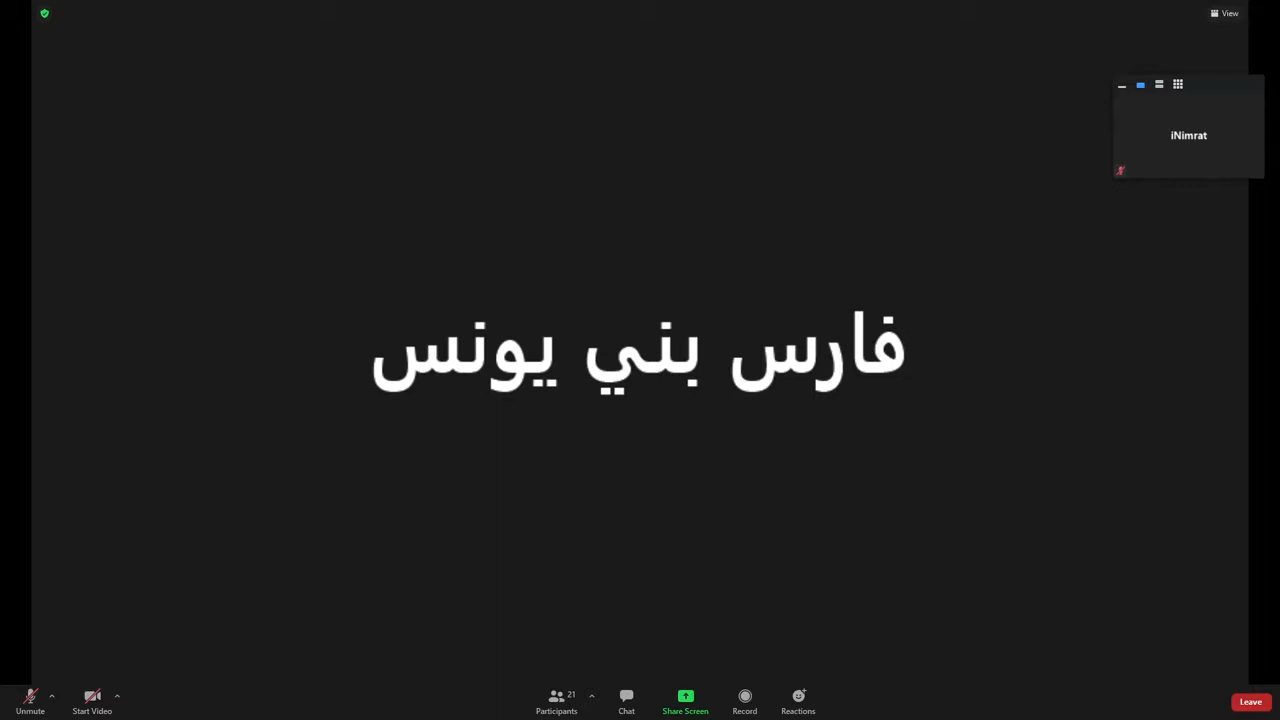 View
iNimrat
فارس بني يونس
Unmute
Start Video
21
Participants
Chat
Share Screen
Record
Reactions
Leave